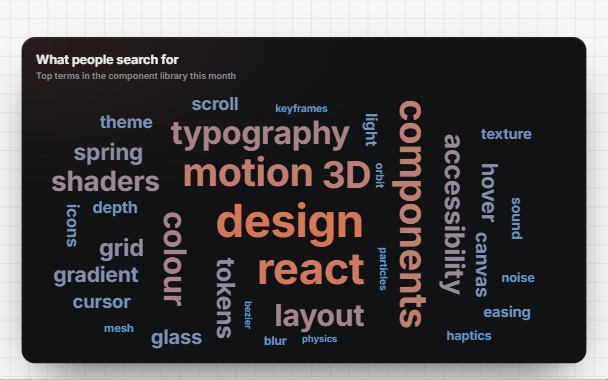 What people search for
Top terms in the component library this month
scroll
keyframes
theme
typography
light
components
texture
accessibility
spring
motion
3D
orbit
hover
shaders
icons
depth
design
sound
colour
grid
react
particles
canvas
gradient
tokens
noise
cursor
bezier
layout
easing
mesh
glass
blur
physics
haptics